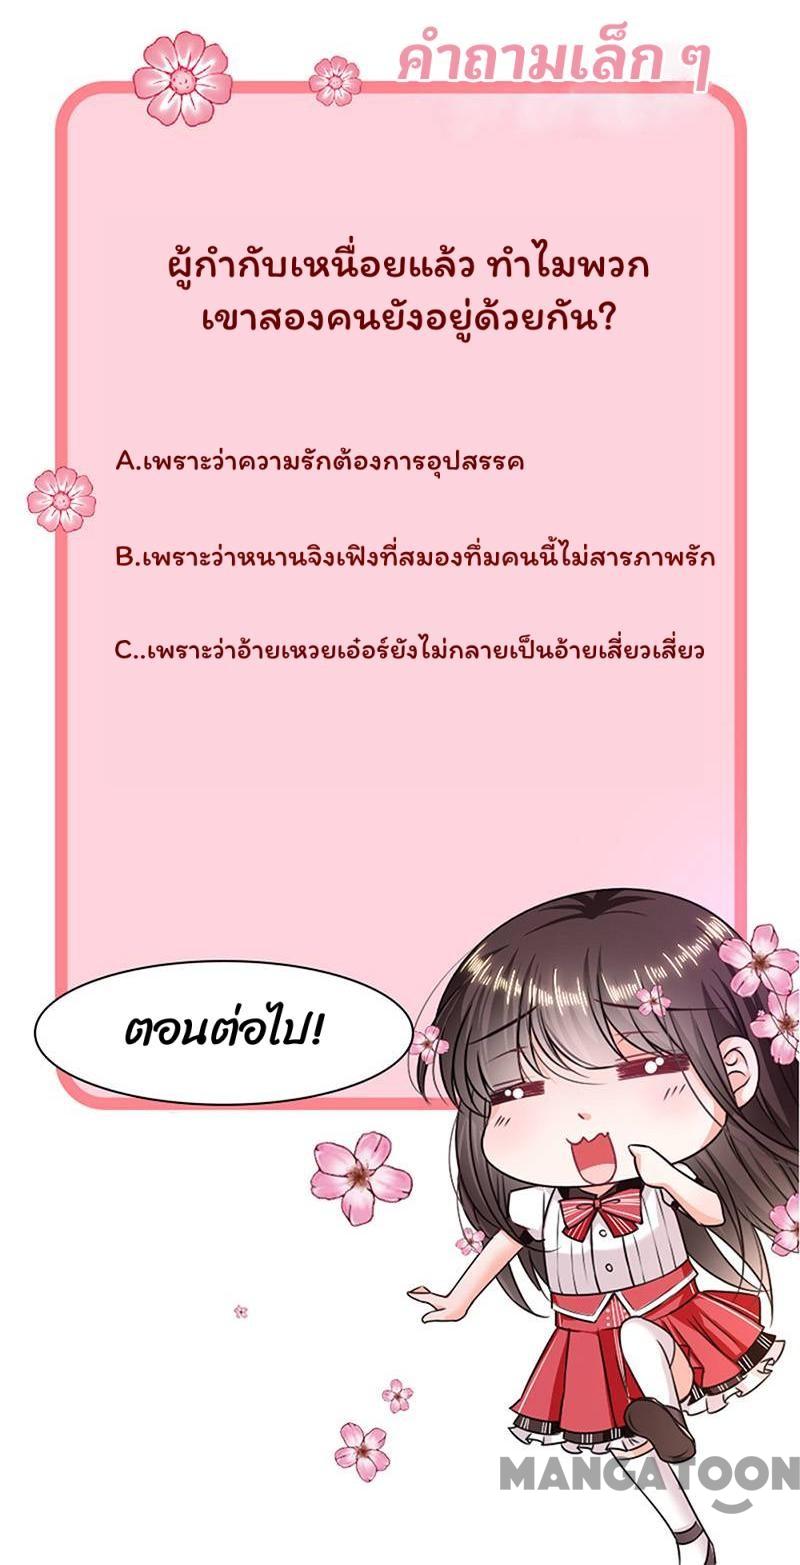 คำถามเล็ก ๆ
ผู้กำกับเหนื่อยแล้ว ทำไมพวก
เขาสองคนยังอยู่ด้วยกัน?
A.เพราะว่าความรักต้องการอุปสรรค
B.เพราะว่าหนานจิงเฟิงที่สมองทึ่มคนนี้ไม่สารภาพรัก
C..เพราะว่าอ้ายเหวยเอ๋อร์ยังไม่กลายเป็นอ้ายเสี่ยวเสี่ยว
ตอนต่อไป!
MANGATOON